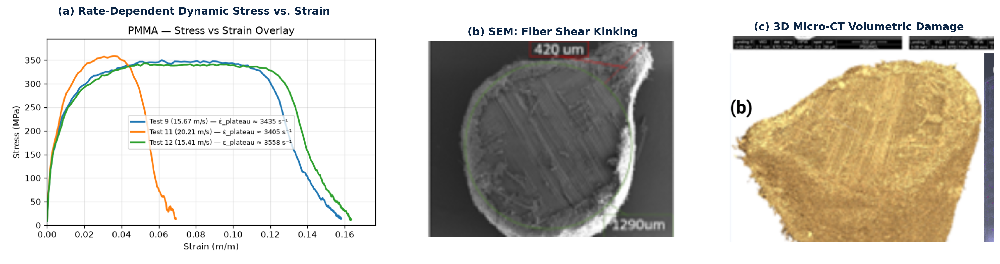 (a) Rate-Dependent Dynamic Stress vs. Strain
PMMA — Stress vs Strain Overlay
350
300
250
200
150
100
50
0
Stress (MPa)
Test 9 (15.67 m/s) — ε̇_plateau ≈ 3435 s⁻¹
Test 11 (20.21 m/s) — ε̇_plateau ≈ 3405 s⁻¹
Test 12 (15.41 m/s) — ε̇_plateau ≈ 3558 s⁻¹
0.00 0.02 0.04 0.06 0.08 0.10 0.12 0.14 0.16
Strain (m/m)
(b) SEM: Fiber Shear Kinking
420 um
1290um
(c) 3D Micro-CT Volumetric Damage
(b)